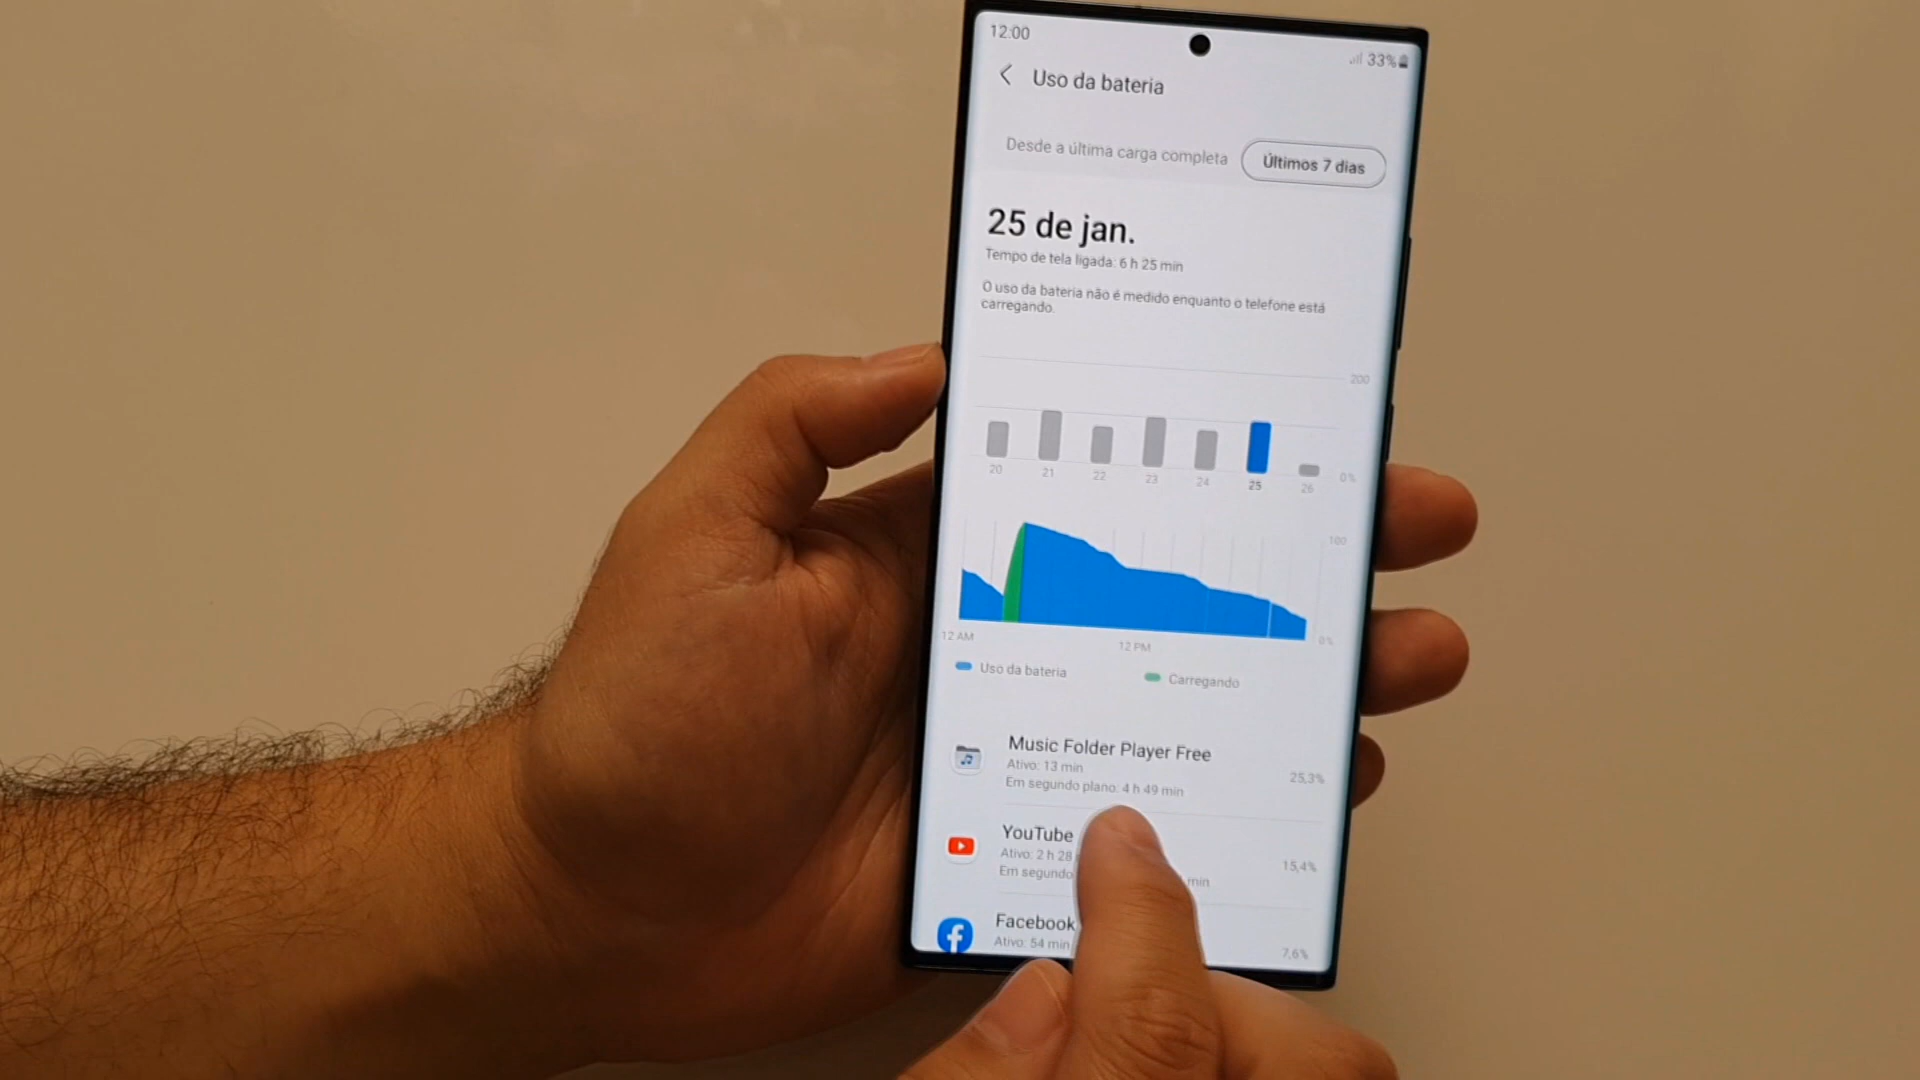 12:00
33%
Uso da bateria
Desde a última carga completa
Últimos 7 dias
25 de jan.
Tempo de tela ligada: 6 h 25 min
O uso da bateria não é medido enquanto o telefone está
carregando.
200
0%
20 21 22 23 24 25 26
100
0%
12 AM
12 PM
Uso da bateria
Carregando
Music Folder Player Free
Ativo: 13 min
Em segundo plano: 4 h 49 min
25,3%
YouTube
Ativo: 2 h 28
Em segundo
min
15,4%
Facebook
Ativo: 54 min
7,6%